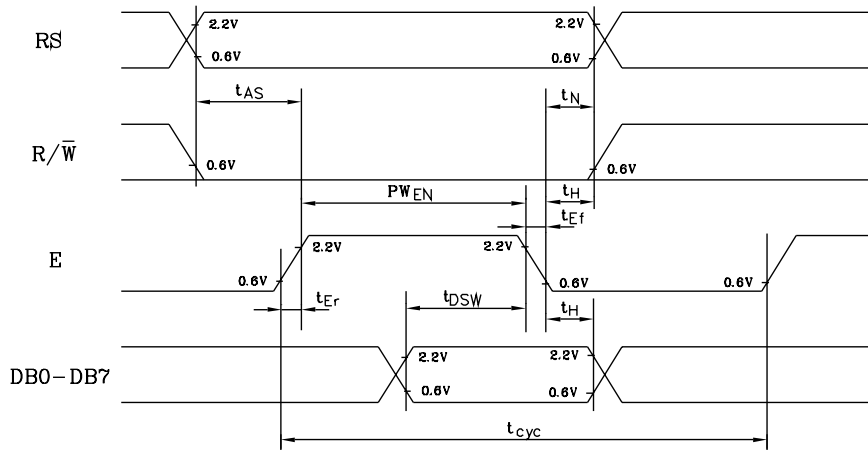 RS
2.2V
0.6V
2.2V
0.6V
tAS
tN
R/W̅
0.6V
0.6V
PWEN
tH
tEf
E
2.2V
2.2V
0.6V
0.6V
0.6V
tEr
tDSW
tH
DB0-DB7
2.2V
2.2V
0.6V
0.6V
tcyc